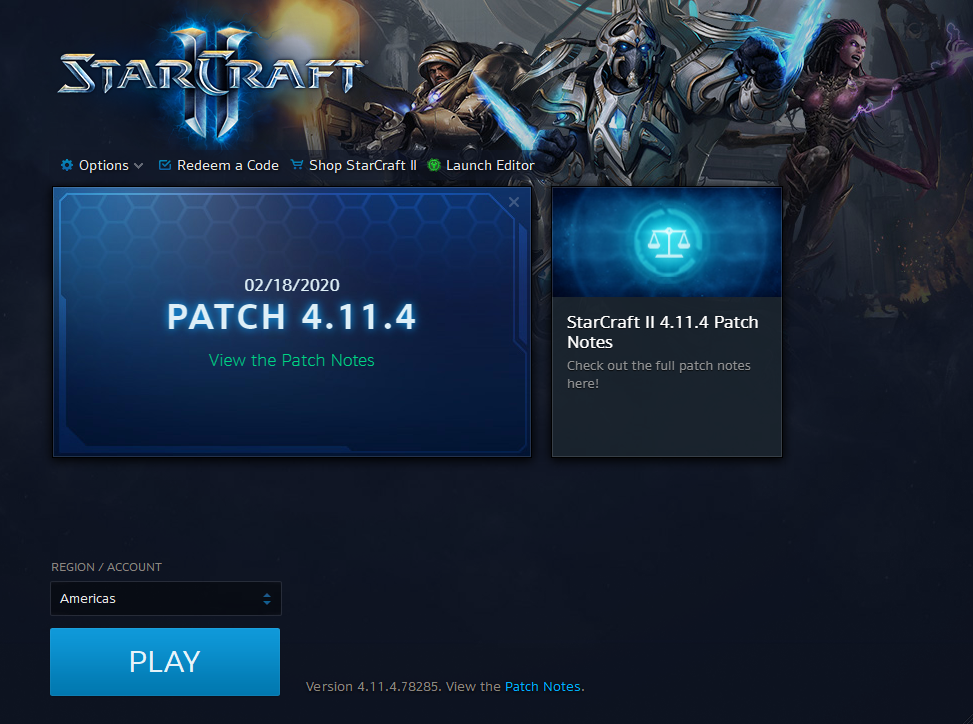 STARCRAFT
II
Options
Redeem a Code
Shop StarCraft II
Launch Editor
02/18/2020
PATCH 4.11.4
View the Patch Notes
StarCraft II 4.11.4 Patch
Notes
Check out the full patch notes
here!
REGION / ACCOUNT
Americas
PLAY
Version 4.11.4.78285. View the Patch Notes.